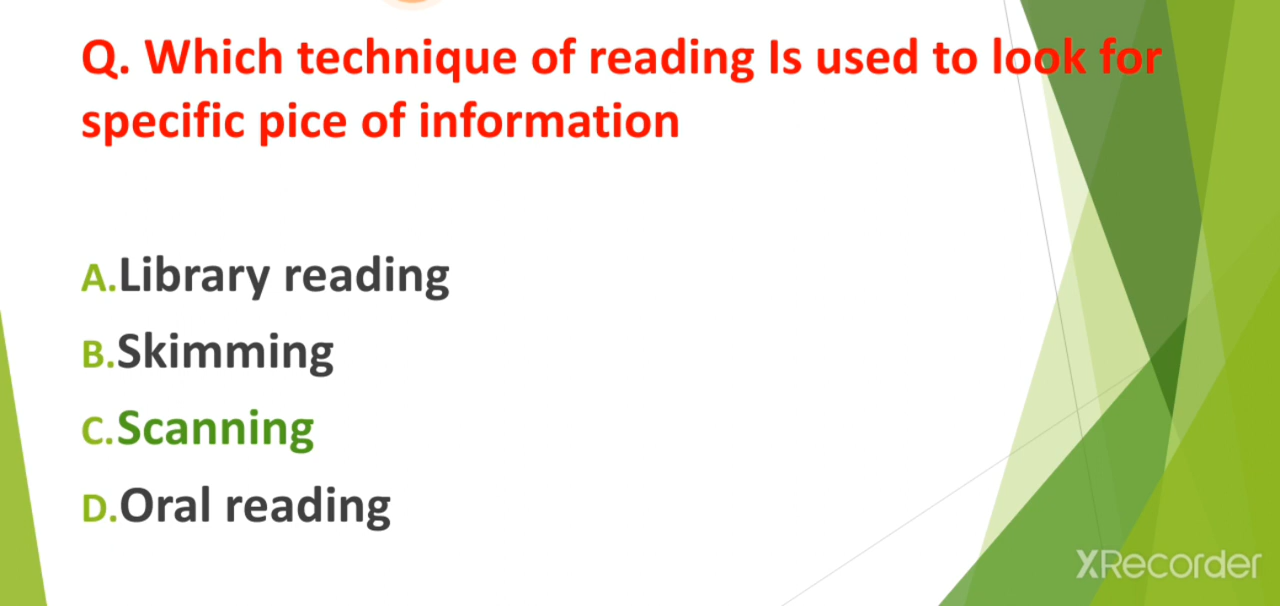 Q. Which technique of reading Is used to look for
specific pice of information
A.Library reading
B.Skimming
C.Scanning
D.Oral reading
XRecorder